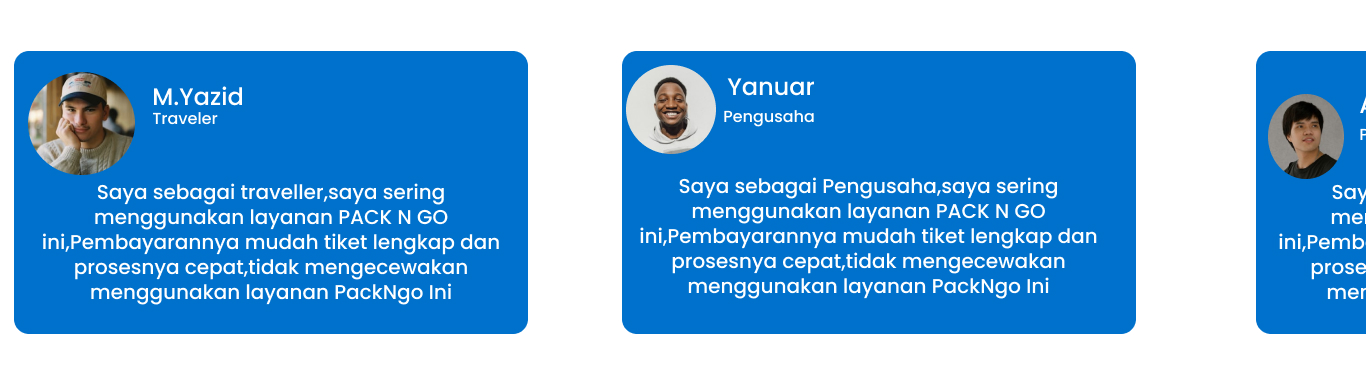 M.Yazid
Traveler
Saya sebagai traveller,saya sering
menggunakan layanan PACK N GO
ini,Pembayarannya mudah tiket lengkap dan
prosesnya cepat,tidak mengecewakan
menggunakan layanan PackNgo Ini
Yanuar
Pengusaha
Saya sebagai Pengusaha,saya sering
menggunakan layanan PACK N GO
ini,Pembayarannya mudah tiket lengkap dan
prosesnya cepat,tidak mengecewakan
menggunakan layanan PackNgo Ini